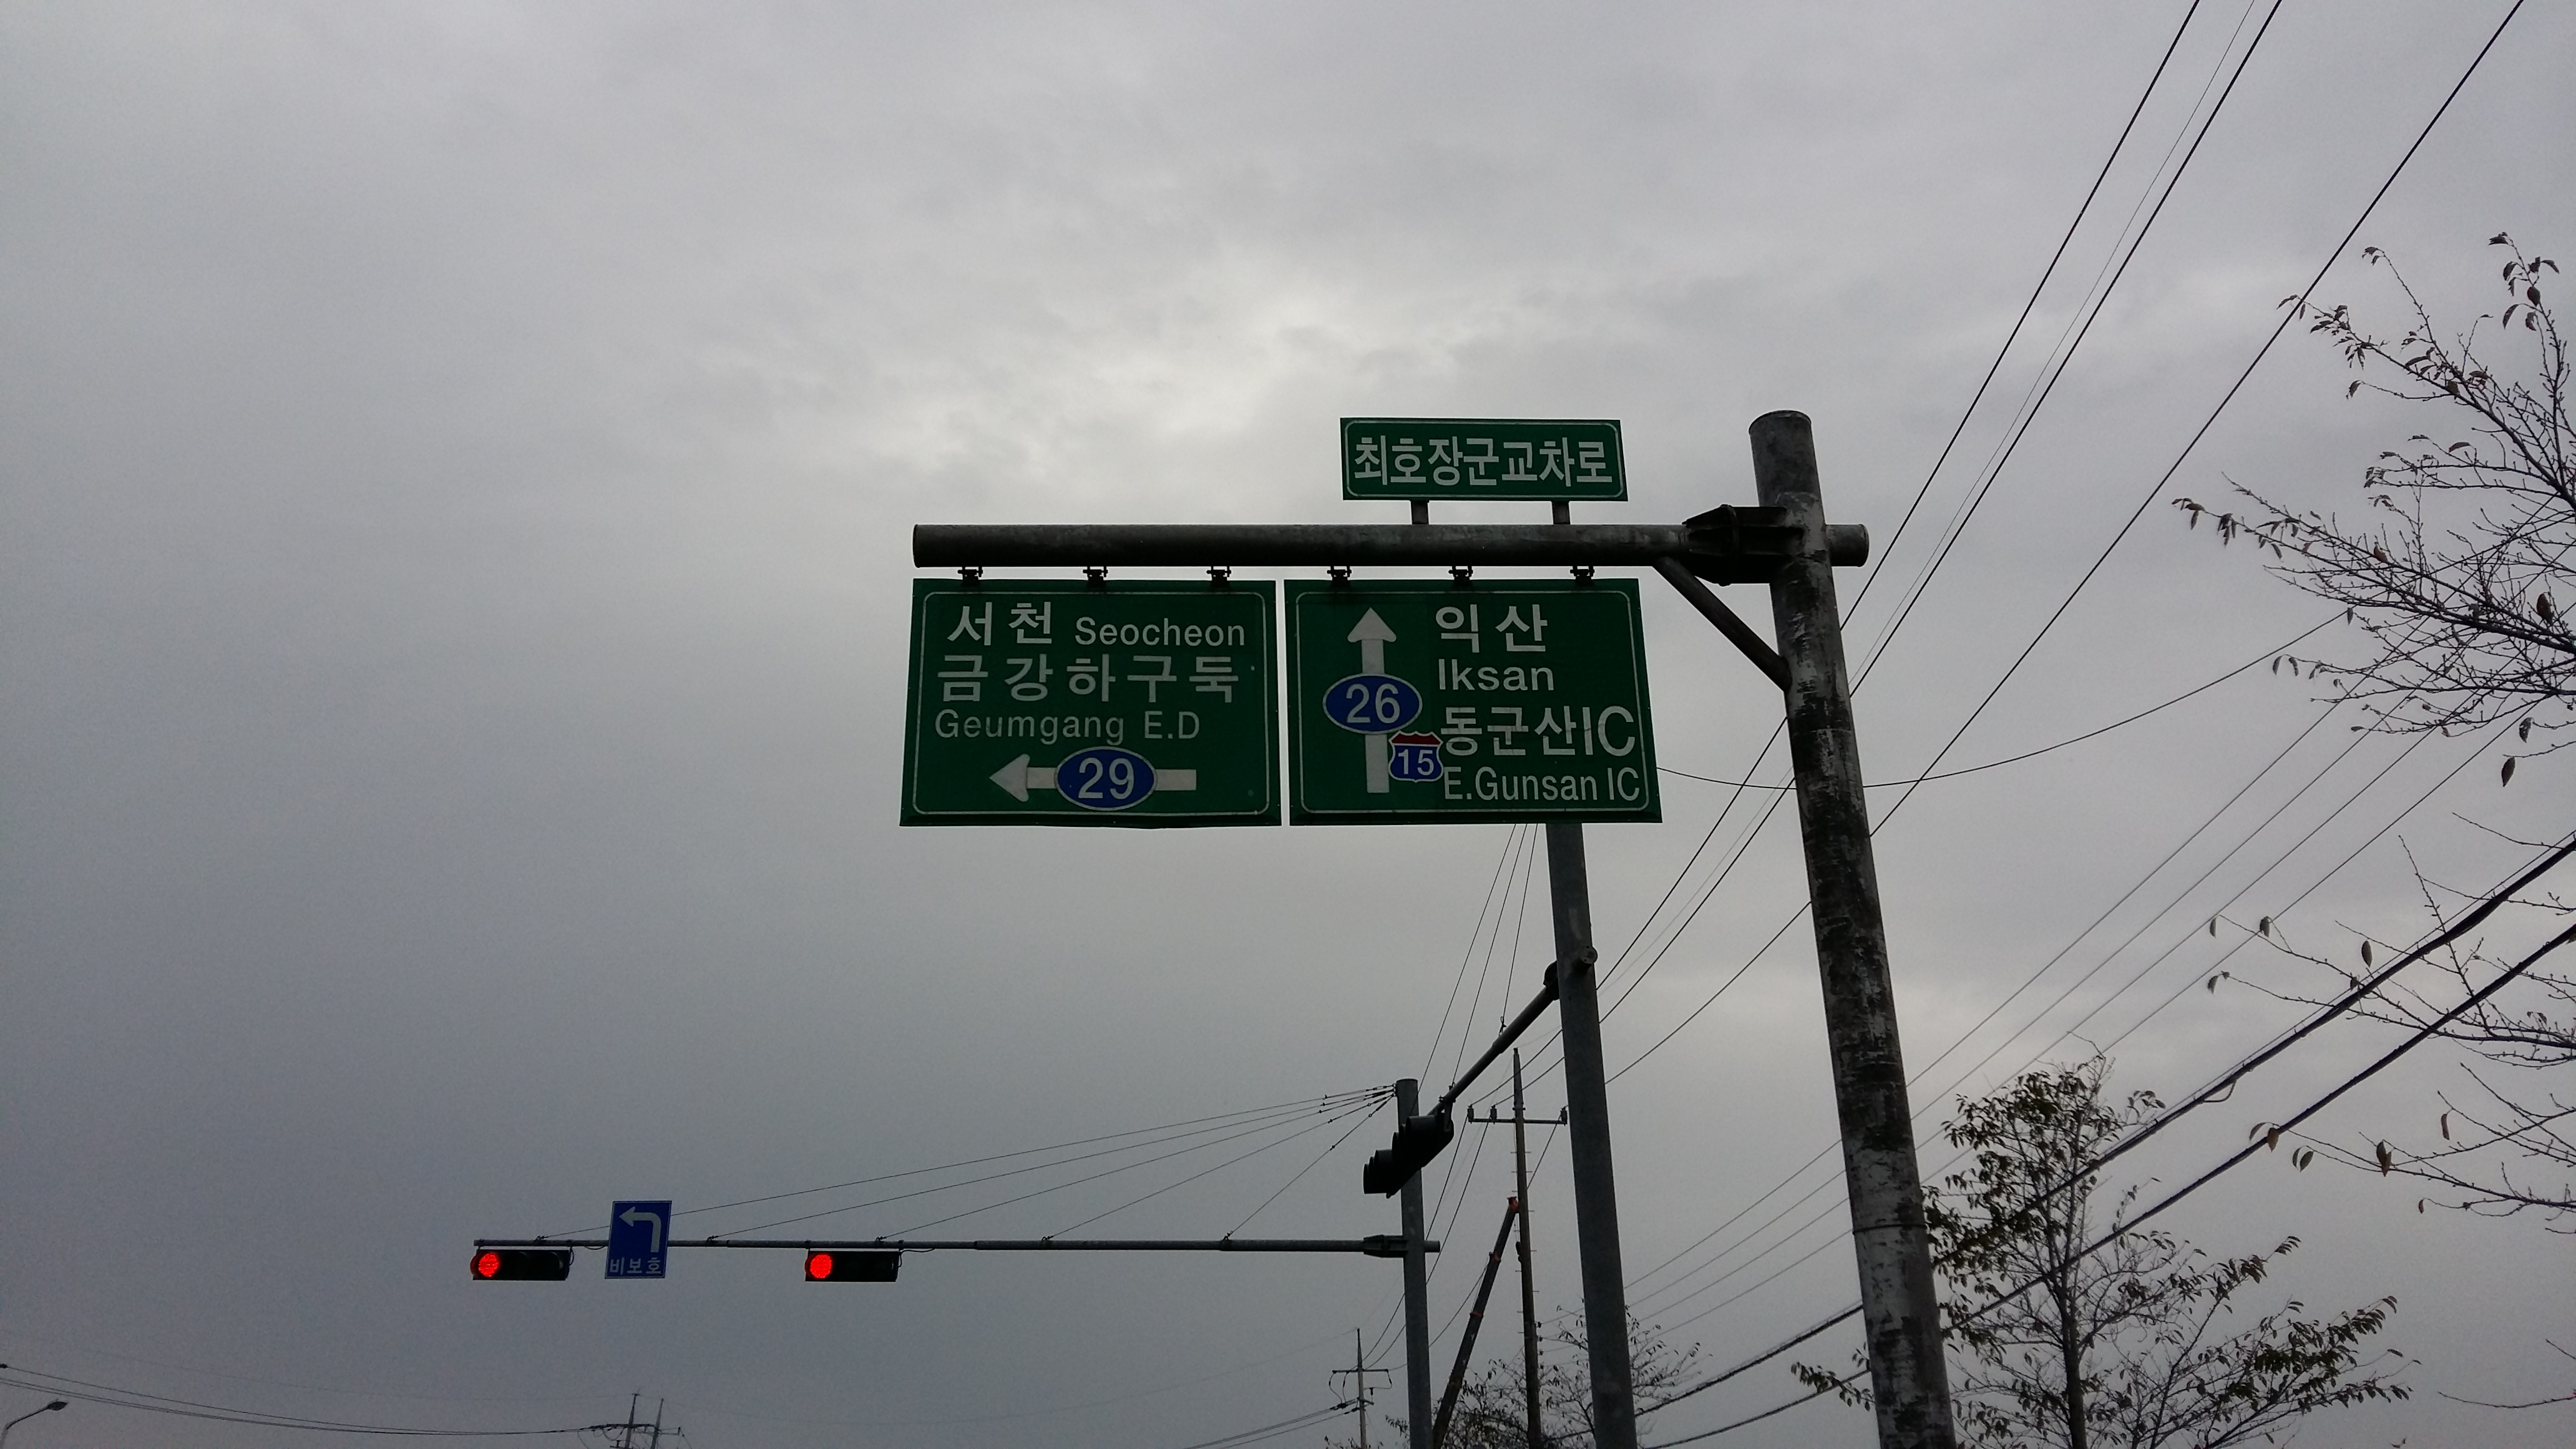 최호장군교차로
서천 Seocheon
금강하구둑
Geumgang E.D
29
익산
Iksan
26
동군산IC
15
E.Gunsan IC
비보호